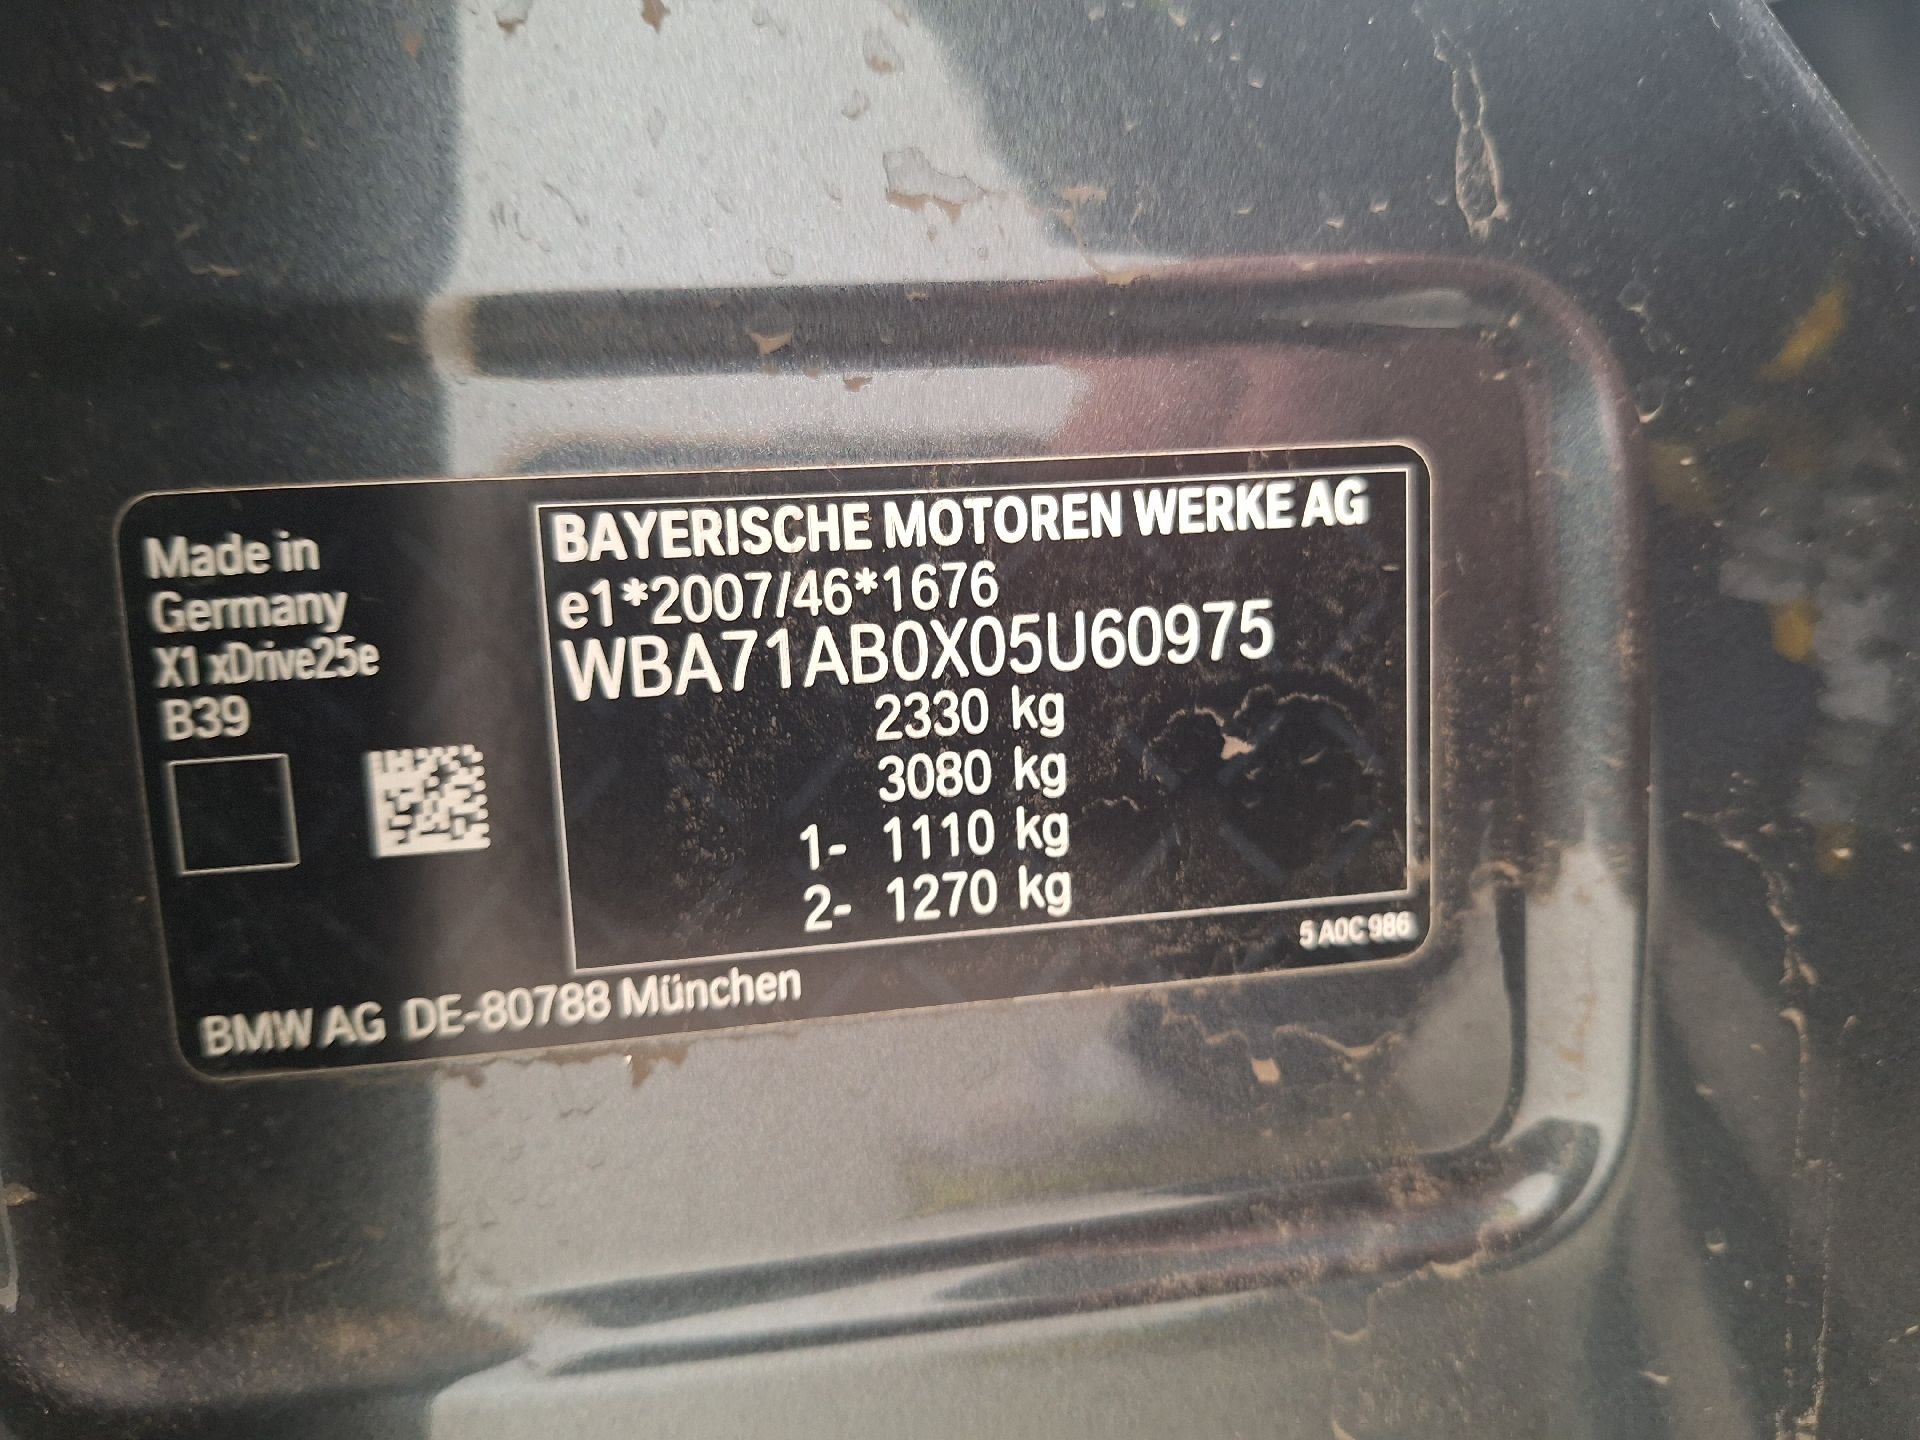 Made in
Germany
X1 xDrive25e
B39
BAYERISCHE MOTOREN WERKE AG
e1*2007/46*1676
WBA71AB0X05U60975
2330 kg
3080 kg
1- 1110 kg
2- 1270 kg
5 A0C 986
BMW AG DE-80788 München